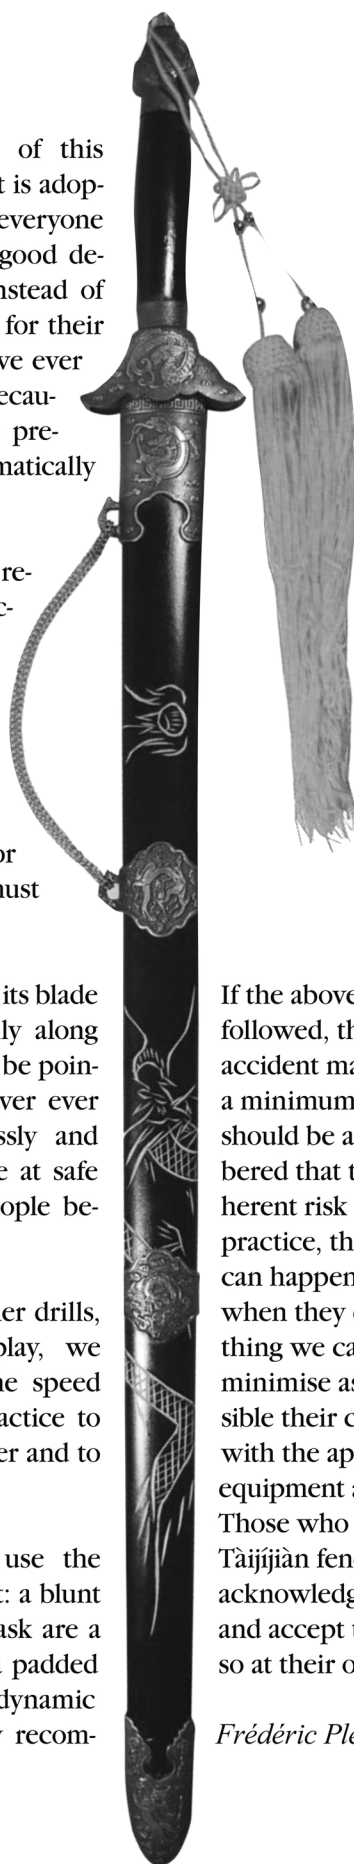 of this
t is adop-
everyone
good de-
nstead of
for their
ve ever
ecau-
pre-
matically
re-
c-
or
must
its blade
ly along
be poin-
ver ever
ssly and
e at safe
ople be-
er drills,
play, we
ne speed
actice to
er and to
use the
t: a blunt
ask are a
a padded
dynamic
y recom-
If the above
followed, th
accident ma
a minimum
should be a
bered that t
herent risk
practice, th
can happen
when they
thing we ca
minimise as
sible their c
with the ap
equipment a
Those who
Tàijíjiàn fen
acknowledg
and accept t
so at their o
Frédéric Ple